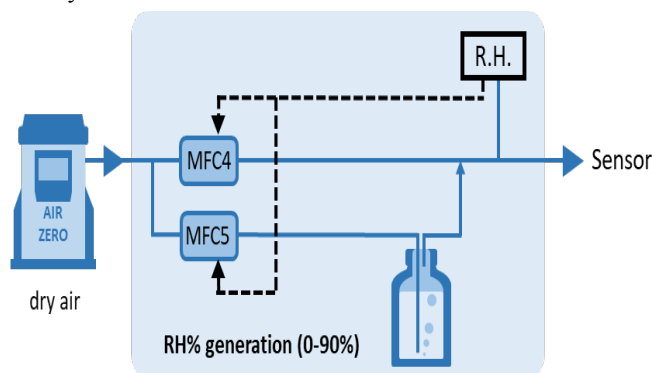 R.H.
MFC4
Sensor
AIR
ZERO
MFC5
dry air
RH% generation (0-90%)